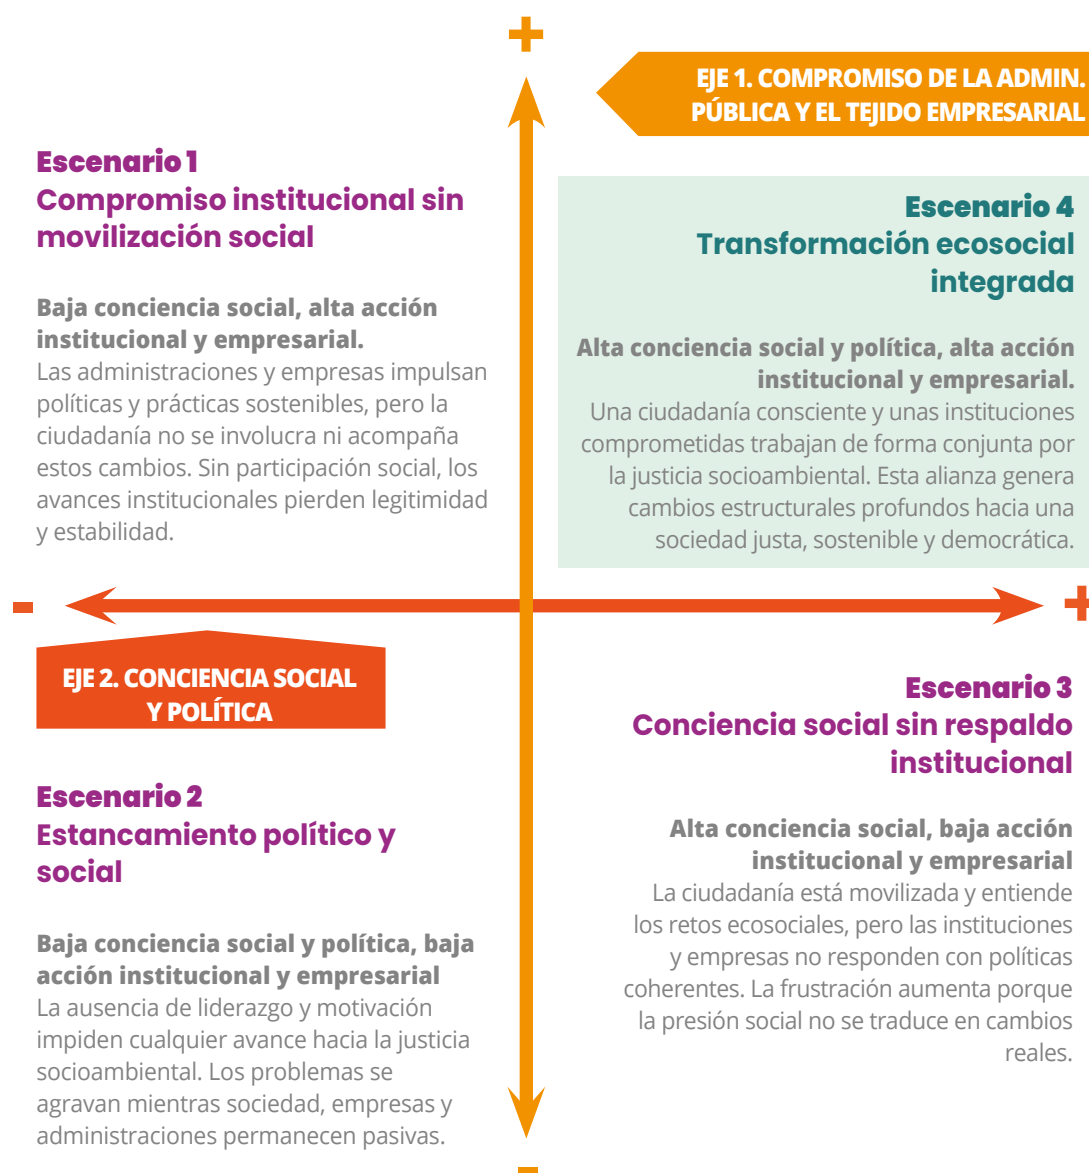 +
EJE 1. COMPROMISO DE LA ADMIN.
PÚBLICA Y EL TEJIDO EMPRESARIAL
Escenario 1
Compromiso institucional sin
movilización social
Baja conciencia social, alta acción
institucional y empresarial.
Las administraciones y empresas impulsan
políticas y prácticas sostenibles, pero la
ciudadanía no se involucra ni acompaña
estos cambios. Sin participación social, los
avances institucionales pierden legitimidad
y estabilidad.
Escenario 4
Transformación ecosocial
integrada
Alta conciencia social y política, alta acción
institucional y empresarial.
Una ciudadanía consciente y unas instituciones
comprometidas trabajan de forma conjunta por
la justicia socioambiental. Esta alianza genera
cambios estructurales profundos hacia una
sociedad justa, sostenible y democrática.
-
+
EJE 2. CONCIENCIA SOCIAL
Y POLÍTICA
Escenario 2
Estancamiento político y
social
Baja conciencia social y política, baja
acción institucional y empresarial
La ausencia de liderazgo y motivación
impiden cualquier avance hacia la justicia
socioambiental. Los problemas se
agravan mientras sociedad, empresas y
administraciones permanecen pasivas.
Escenario 3
Conciencia social sin respaldo
institucional
Alta conciencia social, baja acción
institucional y empresarial
La ciudadanía está movilizada y entiende
los retos ecosociales, pero las instituciones
y empresas no responden con políticas
coherentes. La frustración aumenta porque
la presión social no se traduce en cambios
reales.
-